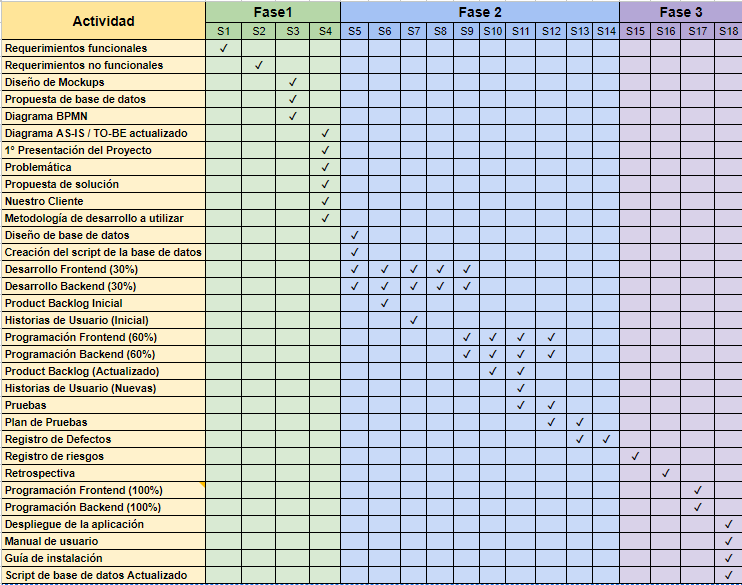 Actividad Fase1 Fase 2 Fase 3
S1 S2 S3 S4 S5 S6 S7 S8 S9 S10 S11 S12 S13 S14 S15 S16 S17 S18
Requerimientos funcionales ✓
Requerimientos no funcionales ✓
Diseño de Mockups ✓
Propuesta de base de datos ✓
Diagrama BPMN ✓
Diagrama AS-IS / TO-BE actualizado ✓
1º Presentación del Proyecto ✓
Problemática ✓
Propuesta de solución ✓
Nuestro Cliente ✓
Metodología de desarrollo a utilizar ✓
Diseño de base de datos ✓
Creación del script de la base de datos ✓
Desarrollo Frontend (30%) ✓ ✓ ✓ ✓ ✓
Desarrollo Backend (30%) ✓ ✓ ✓ ✓ ✓
Product Backlog Inicial ✓
Historias de Usuario (Inicial) ✓
Programación Frontend (60%) ✓ ✓ ✓ ✓
Programación Backend (60%) ✓ ✓ ✓ ✓
Product Backlog (Actualizado) ✓ ✓
Historias de Usuario (Nuevas) ✓
Pruebas ✓ ✓
Plan de Pruebas ✓ ✓
Registro de Defectos ✓ ✓
Registro de riesgos ✓
Retrospectiva ✓
Programación Frontend (100%) ✓
Programación Backend (100%) ✓
Despliegue de la aplicación ✓
Manual de usuario ✓
Guía de instalación ✓
Script de base de datos Actualizado ✓